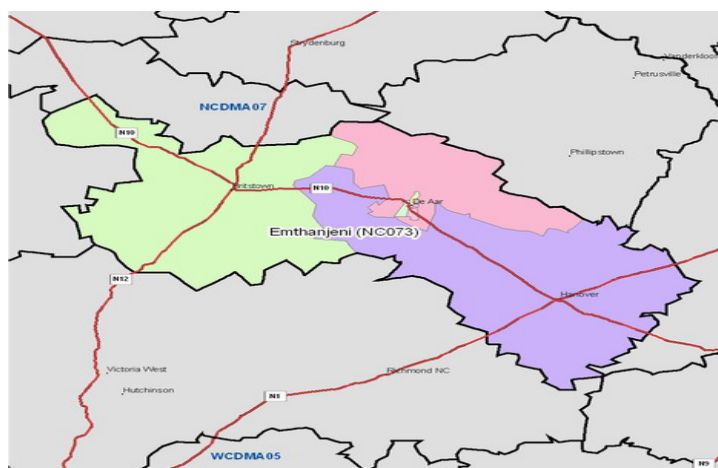 Strydenburg
Vanderkloof
Petrusville
NCDMA07
N10
Phillipstown
Britstown
N10
De Aar
Emthanjeni (NC073)
N12
Hanover
Victoria West
Richmond NC
Hutchinson
N1
WCDMA05
N9